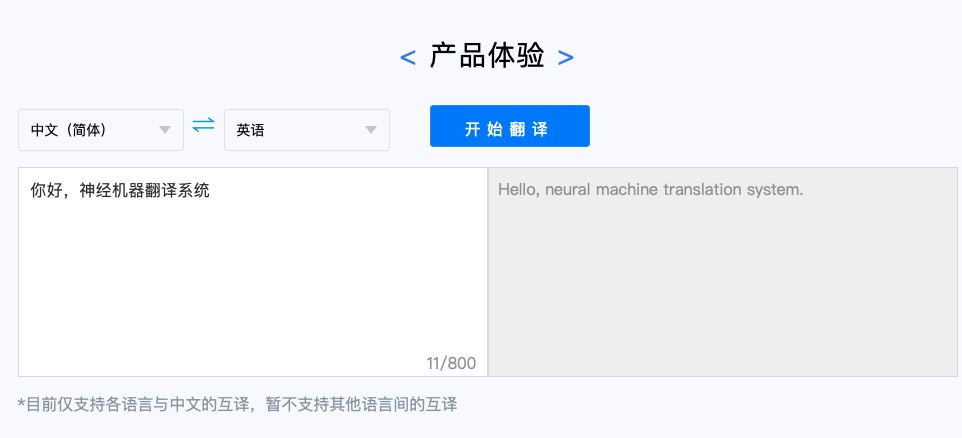 < 产品体验 >
中文（简体） ⇌ 英语 开始翻译
你好，神经机器翻译系统
Hello, neural machine translation system.
11/800
*目前仅支持各语言与中文的互译，暂不支持其他语言间的互译